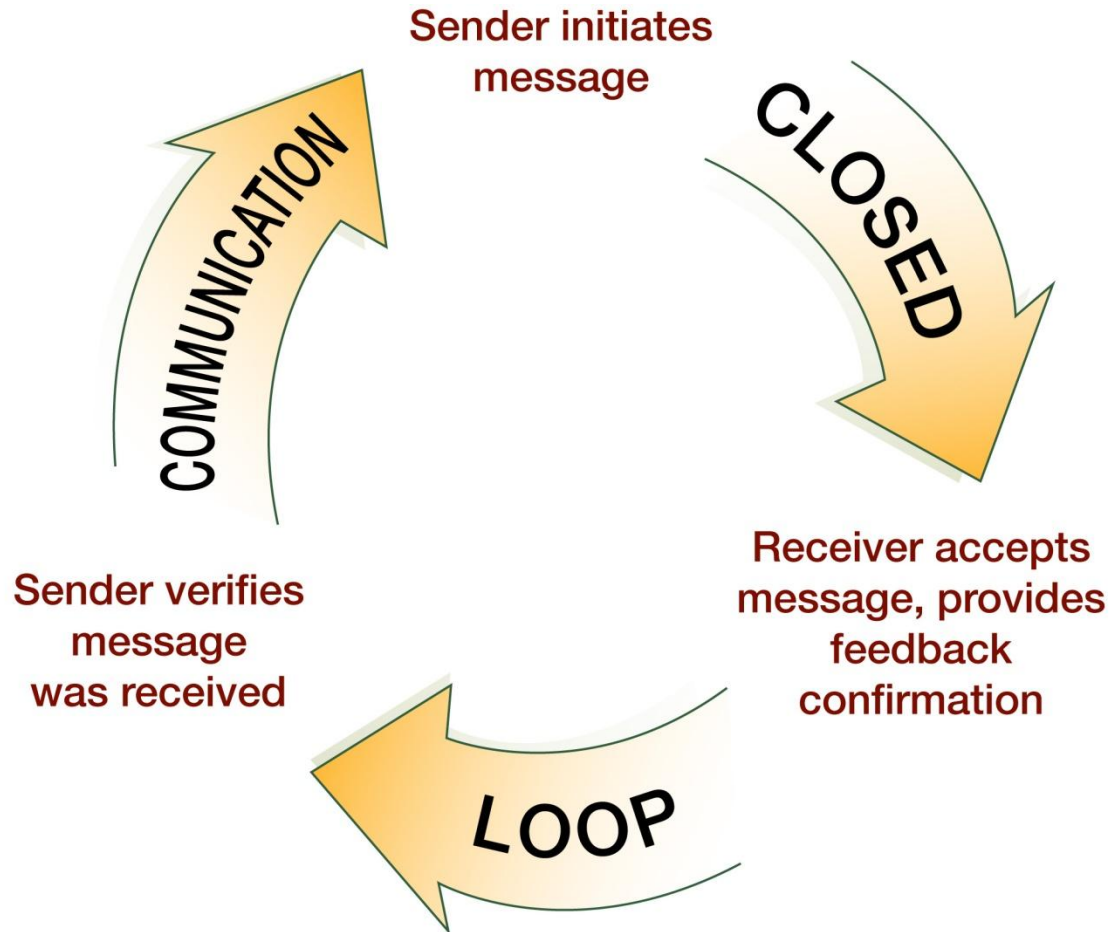 Sender initiates
message
CLOSED
Receiver accepts
message, provides
feedback
confirmation
LOOP
Sender verifies
message
was received
COMMUNICATION